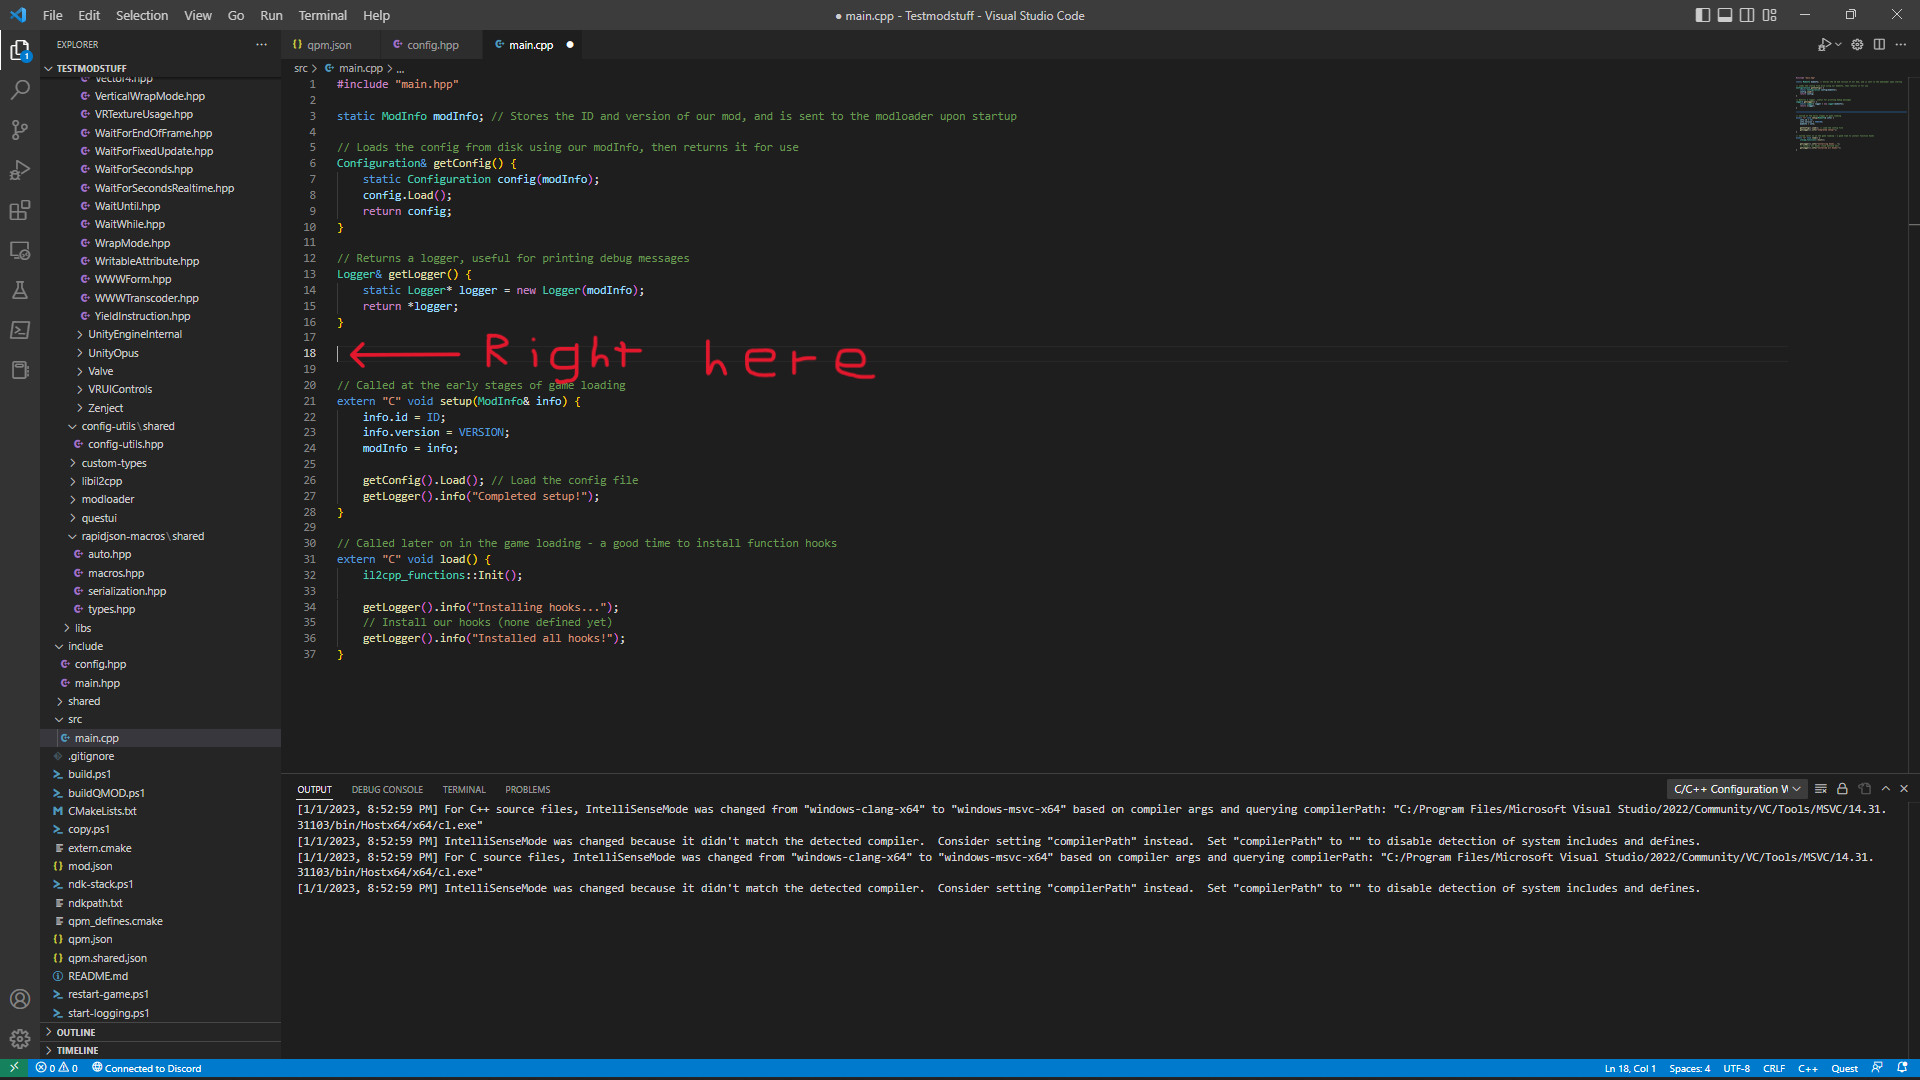 File Edit Selection View Go Run Terminal Help
● main.cpp - Testmodstuff - Visual Studio Code
EXPLORER
TESTMODSTUFF
Vector4.hpp
VerticalWrapMode.hpp
VRTextureUsage.hpp
WaitForEndOfFrame.hpp
WaitForFixedUpdate.hpp
WaitForSeconds.hpp
WaitForSecondsRealtime.hpp
WaitUntil.hpp
WaitWhile.hpp
WrapMode.hpp
WritableAttribute.hpp
WWWForm.hpp
WWWTranscoder.hpp
YieldInstruction.hpp
UnityEngineInternal
UnityOpus
Valve
VRUIControls
Zenject
config-utils\shared
config-utils.hpp
custom-types
libil2cpp
modloader
questui
rapidjson-macros\shared
auto.hpp
macros.hpp
serialization.hpp
types.hpp
libs
include
config.hpp
main.hpp
shared
src
main.cpp
.gitignore
build.ps1
buildQMOD.ps1
CMakeLists.txt
copy.ps1
extern.cmake
mod.json
ndk-stack.ps1
ndkpath.txt
qpm_defines.cmake
qpm.json
qpm.shared.json
README.md
restart-game.ps1
start-logging.ps1
OUTLINE
TIMELINE
qpm.json config.hpp main.cpp
src > main.cpp > ...
1 #include "main.hpp"
2
3 static ModInfo modInfo; // Stores the ID and version of our mod, and is sent to the modloader upon startup
4
5 // Loads the config from disk using our modInfo, then returns it for use
6 Configuration& getConfig() {
7 static Configuration config(modInfo);
8 config.Load();
9 return config;
10 }
11
12 // Returns a logger, useful for printing debug messages
13 Logger& getLogger() {
14 static Logger* logger = new Logger(modInfo);
15 return *logger;
16 }
17
18 Right here
19
20 // Called at the early stages of game loading
21 extern "C" void setup(ModInfo& info) {
22 info.id = ID;
23 info.version = VERSION;
24 modInfo = info;
25
26 getConfig().Load(); // Load the config file
27 getLogger().info("Completed setup!");
28 }
29
30 // Called later on in the game loading - a good time to install function hooks
31 extern "C" void load() {
32 il2cpp_functions::Init();
33
34 getLogger().info("Installing hooks...");
35 // Install our hooks (none defined yet)
36 getLogger().info("Installed all hooks!");
37 }
OUTPUT DEBUG CONSOLE TERMINAL PROBLEMS
C/C++ Configuration W
[1/1/2023, 8:52:59 PM] For C++ source files, IntelliSenseMode was changed from "windows-clang-x64" to "windows-msvc-x64" based on compiler args and querying compilerPath: "C:/Program Files/Microsoft Visual Studio/2022/Community/VC/Tools/MSVC/14.31.
31103/bin/Hostx64/x64/cl.exe"
[1/1/2023, 8:52:59 PM] IntelliSenseMode was changed because it didn't match the detected compiler.  Consider setting "compilerPath" instead.  Set "compilerPath" to "" to disable detection of system includes and defines.
[1/1/2023, 8:52:59 PM] For C source files, IntelliSenseMode was changed from "windows-clang-x64" to "windows-msvc-x64" based on compiler args and querying compilerPath: "C:/Program Files/Microsoft Visual Studio/2022/Community/VC/Tools/MSVC/14.31.
31103/bin/Hostx64/x64/cl.exe"
[1/1/2023, 8:52:59 PM] IntelliSenseMode was changed because it didn't match the detected compiler.  Consider setting "compilerPath" instead.  Set "compilerPath" to "" to disable detection of system includes and defines.
0 0 Connected to Discord
Ln 18, Col 1 Spaces: 4 UTF-8 CRLF C++ Quest